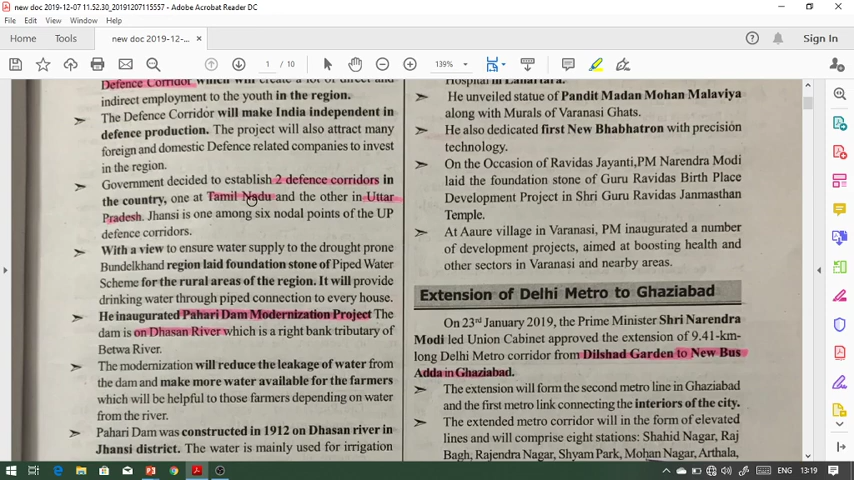 new doc 2019-12-07 11.52.30_20191207115557 - Adobe Acrobat Reader DC
File Edit View Window Help
Home Tools new doc 2019-12-... × Sign In
1 / 10 139%
Defence Corridor which will create a lot of direct and
indirect employment to the youth in the region.
➢ The Defence Corridor will make India independent in
defence production. The project will also attract many
foreign and domestic Defence related companies to invest
in the region.
➢ Government decided to establish 2 defence corridors in
the country, one at Tamil Nadu and the other in Uttar
Pradesh. Jhansi is one among six nodal points of the UP
defence corridors.
➢ With a view to ensure water supply to the drought prone
Bundelkhand region laid foundation stone of Piped Water
Scheme for the rural areas of the region. It will provide
drinking water through piped connection to every house.
➢ He inaugurated Pahari Dam Modernization Project The
dam is on Dhasan River which is a right bank tributary of
Betwa River.
➢ The modernization will reduce the leakage of water from
the dam and make more water available for the farmers
which will be helpful to those farmers depending on water
from the river.
➢ Pahari Dam was constructed in 1912 on Dhasan river in
Jhansi district. The water is mainly used for irrigation
Hospital in Lahartara.
➢ He unveiled statue of Pandit Madan Mohan Malaviya
along with Murals of Varanasi Ghats.
➢ He also dedicated first New Bhabhatron with precision
technology.
➢ On the Occasion of Ravidas Jayanti,PM Narendra Modi
laid the foundation stone of Guru Ravidas Birth Place
Development Project in Shri Guru Ravidas Janmasthan
Temple.
➢ At Aaure village in Varanasi, PM inaugurated a number
of development projects, aimed at boosting health and
other sectors in Varanasi and nearby areas.
Extension of Delhi Metro to Ghaziabad
On 23rd January 2019, the Prime Minister Shri Narendra
Modi led Union Cabinet approved the extension of 9.41-km-
long Delhi Metro corridor from Dilshad Garden to New Bus
Adda in Ghaziabad.
➢ The extension will form the second metro line in Ghaziabad
and the first metro link connecting the interiors of the city.
➢ The extended metro corridor will in the form of elevated
lines and will comprise eight stations: Shahid Nagar, Raj
Bagh, Rajendra Nagar, Shyam Park, Mohan Nagar, Arthala,
ENG 13:19